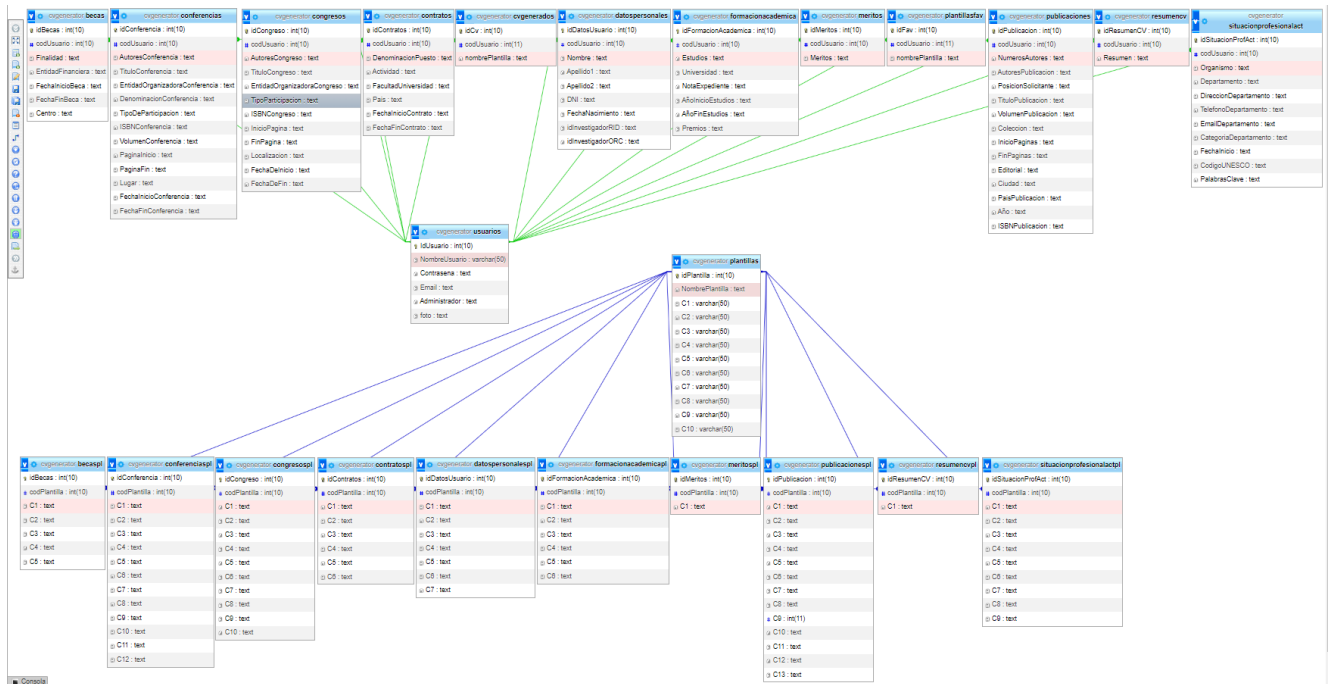 cvgenerator becas
idBecas : int(10)
codUsuario : int(10)
Finalidad : text
EntidadFinanciera : text
FechaInicioBeca : text
FechaFinBeca : text
Centro : text
cvgenerator conferencias
idConferencia : int(10)
codUsuario : int(10)
AutoresConferencia : text
TituloConferencia : text
EntidadOrganizadoraConferencia : text
DenominacionConferencia : text
TipoDeParticipacion : text
ISBNConferencia : text
VolumenConferencia : text
PaginaInicio : text
PaginaFin : text
Lugar : text
FechaInicioConferencia : text
FechaFinConferencia : text
cvgenerator congresos
idCongreso : int(10)
codUsuario : int(10)
AutoresCongreso : text
TituloCongreso : text
EntidadOrganizadoraCongreso : text
TipoParticipacion : text
ISBNCongreso : text
InicioPagina : text
FinPagina : text
Localizacion : text
FechaDeInicio : text
FechaDeFin : text
cvgenerator contratos
idContratos : int(10)
codUsuario : int(10)
DenominacionPuesto : text
Actividad : text
FacultadUniversidad : text
Pais : text
FechaInicioContrato : text
FechaFinContrato : text
cvgenerator cvgenerados
idCv : int(10)
codUsuario : int(11)
nombrePlantilla : text
cvgenerator datospersonales
idDatosUsuario : int(10)
codUsuario : int(10)
Nombre : text
Apellido1 : text
Apellido2 : text
DNI : text
FechaNacimiento : text
idInvestigadorRID : text
idInvestigadorORC : text
cvgenerator formacionacademica
idFormacionAcademica : int(10)
codUsuario : int(10)
Estudios : text
Universidad : text
NotaExpediente : text
AñoInicioEstudios : text
AñoFinEstudios : text
Premios : text
cvgenerator meritos
idMeritos : int(10)
codUsuario : int(10)
Meritos : text
cvgenerator plantillasfav
idFav : int(10)
codUsuario : int(11)
nombrePlantilla : text
cvgenerator publicaciones
idPublicacion : int(10)
codUsuario : int(10)
NumerosAutores : text
AutoresPublicacion : text
PosicionSolicitante : text
TituloPublicacion : text
VolumenPublicacion : text
Coleccion : text
InicioPaginas : text
FinPaginas : text
Editorial : text
Ciudad : text
PaisPublicacion : text
Año : text
ISBNPublicacion : text
cvgenerator resumencv
idResumenCV : int(10)
codUsuario : int(10)
Resumen : text
cvgenerator
situacionprofesionalact
idSituacionProfAct : int(10)
codUsuario : int(10)
Organismo : text
Departamento : text
DireccionDepartamento : text
TelefonoDepartamento : text
EmailDepartamento : text
CategoriaDepartamento : text
FechaInicio : text
CodigoUNESCO : text
PalabrasClave : text
cvgenerator usuarios
IdUsuario : int(10)
NombreUsuario : varchar(50)
Contrasena : text
Email : text
Administrador : text
foto : text
cvgenerator plantillas
idPlantilla : int(10)
NombrePlantilla : text
C1 : varchar(50)
C2 : varchar(50)
C3 : varchar(50)
C4 : varchar(50)
C5 : varchar(50)
C6 : varchar(50)
C7 : varchar(50)
C8 : varchar(50)
C9 : varchar(50)
C10 : varchar(50)
cvgenerator becaspl
idBecas : int(10)
codPlantilla : int(10)
C1 : text
C2 : text
C3 : text
C4 : text
C5 : text
cvgenerator conferenciaspl
idConferencia : int(10)
codPlantilla : int(10)
C1 : text
C2 : text
C3 : text
C4 : text
C5 : text
C6 : text
C7 : text
C8 : text
C9 : text
C10 : text
C11 : text
C12 : text
cvgenerator congresospl
idCongreso : int(10)
codPlantilla : int(10)
C1 : text
C2 : text
C3 : text
C4 : text
C5 : text
C6 : text
C7 : text
C8 : text
C9 : text
C10 : text
cvgenerator contratospl
idContratos : int(10)
codPlantilla : int(10)
C1 : text
C2 : text
C3 : text
C4 : text
C5 : text
C6 : text
cvgenerator datospersonalespl
idDatosUsuario : int(10)
codPlantilla : int(10)
C1 : text
C2 : text
C3 : text
C4 : text
C5 : text
C6 : text
C7 : text
cvgenerator formacionacademicapl
idFormacionAcademica : int(10)
codPlantilla : int(10)
C1 : text
C2 : text
C3 : text
C4 : text
C5 : text
C6 : text
cvgenerator meritospl
idMeritos : int(10)
codPlantilla : int(10)
C1 : text
cvgenerator publicacionespl
idPublicacion : int(10)
codPlantilla : int(10)
C1 : text
C2 : text
C3 : text
C4 : text
C5 : text
C6 : text
C7 : text
C8 : text
C9 : int(11)
C10 : text
C11 : text
C12 : text
C13 : text
cvgenerator resumencvpl
idResumenCV : int(10)
codPlantilla : int(10)
C1 : text
cvgenerator situacionprofesionalactpl
idSituacionProfAct : int(10)
codPlantilla : int(10)
C1 : text
C2 : text
C3 : text
C4 : text
C5 : text
C6 : text
C7 : text
C8 : text
C9 : text
Consola